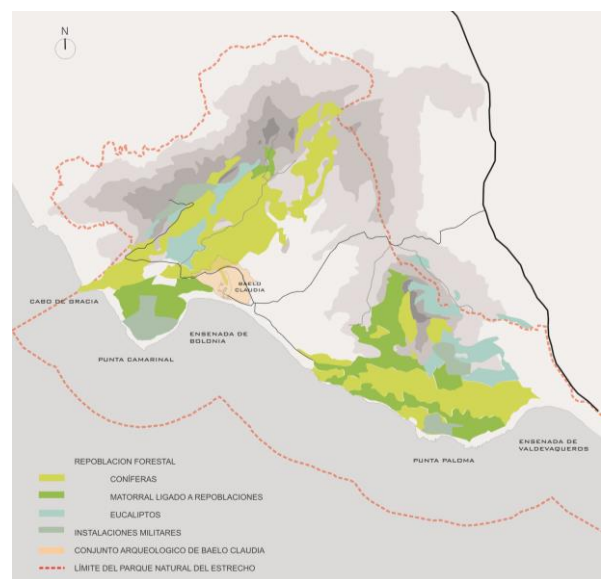 N
BAELO
CLAUDIA
CABO DE GRACIA
ENSENADA DE
BOLONIA
PUNTA CAMARINAL
ENSENADA DE
VALDEVAQUEROS
PUNTA PALOMA
REPOBLACION FORESTAL
CONÍFERAS
MATORRAL LIGADO A REPOBLACIONES
EUCALIPTOS
INSTALACIONES MILITARES
CONJUNTO ARQUEOLOGICO DE BAELO CLAUDIA
LÍMITE DEL PARQUE NATURAL DEL ESTRECHO